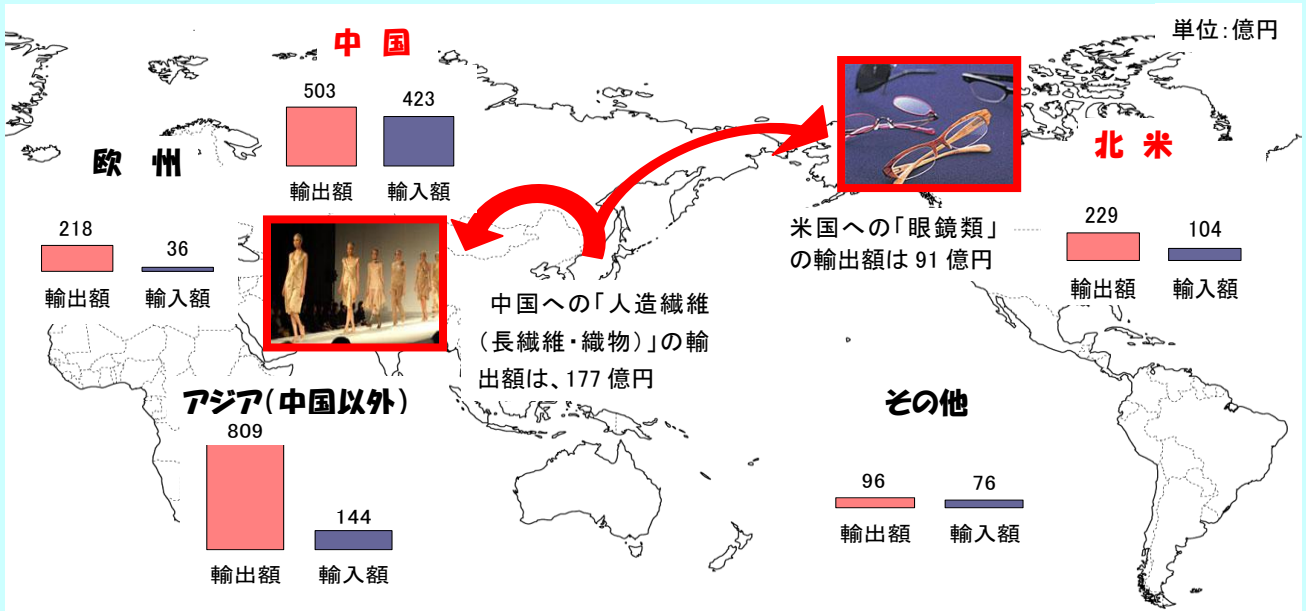 単位：億円
中 国
503
423
輸出額
輸入額
欧 州
218
36
輸出額
輸入額
北 米
229
104
輸出額
輸入額
米国への「眼鏡類」
の輸出額は 91 億円
中国への「人造繊維
（長繊維・織物）」の輸
出額は、177 億円
アジア（中国以外）
809
144
輸出額
輸入額
その他
96
76
輸出額
輸入額